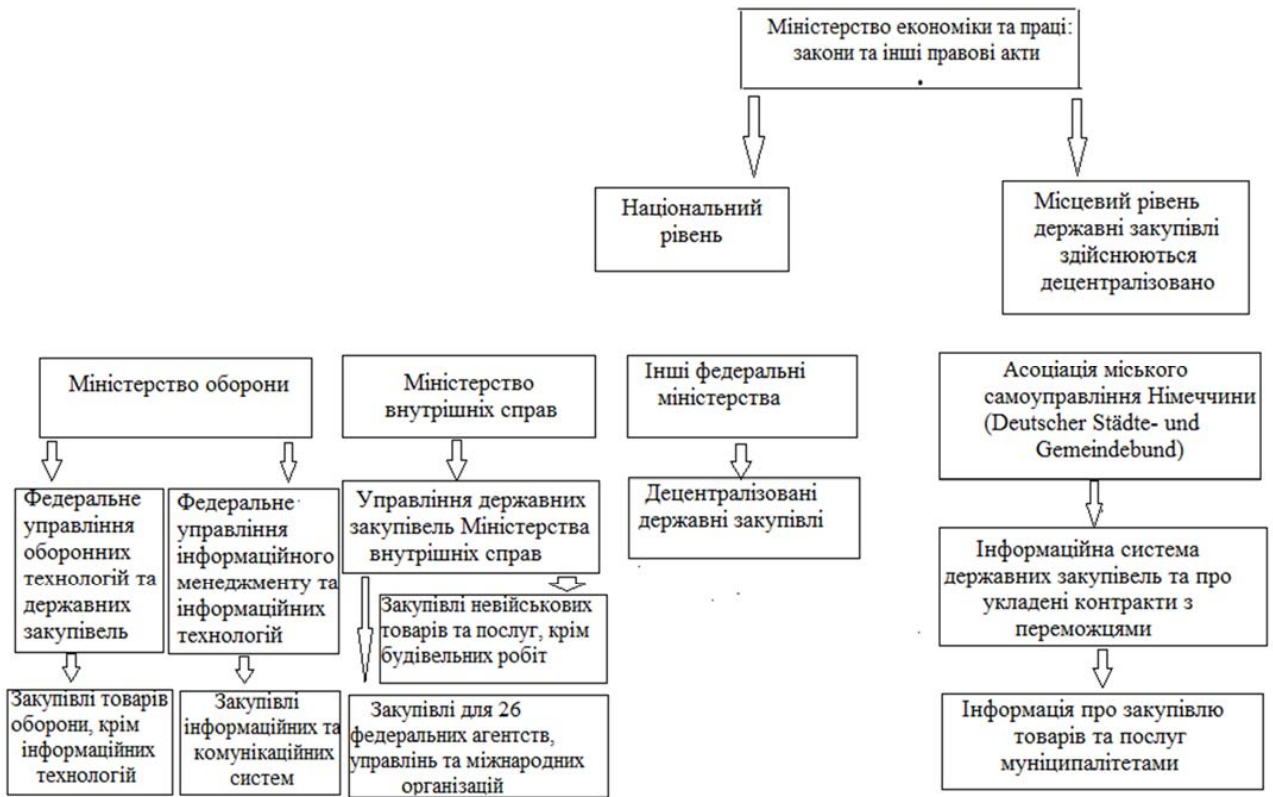 Міністерство економіки та праці:
закони та інші правові акти
Національний
рівень
Місцевий рівень
державні закупівлі
здійснюються
децентралізовано
Міністерство оборони
Міністерство
внутрішніх справ
Інші федеральні
міністерства
Асоціація міського
самоуправління Німеччини
(Deutscher Städte- und
Gemeindebund)
Федеральне
управління
оборонних
технологій та
державних
закупівель
Федеральне
управління
інформаційного
менеджменту та
інформаційних
технологій
Управління державних
закупівель Міністерства
внутрішніх справ
Децентралізовані
державні закупівлі
Інформаційна система
державних закупівель та про
укладені контракти з
переможцями
Закупівлі невійськових
товарів та послуг, крім
будівельних робіт
Закупівлі товарів
оборони, крім
інформаційних
технологій
Закупівлі
інформаційних та
комунікаційних
систем
Закупівлі для 26
федеральних агентств,
управлінь та міжнародних
організацій
Інформація про закупівлю
товарів та послуг
муніципалітетами